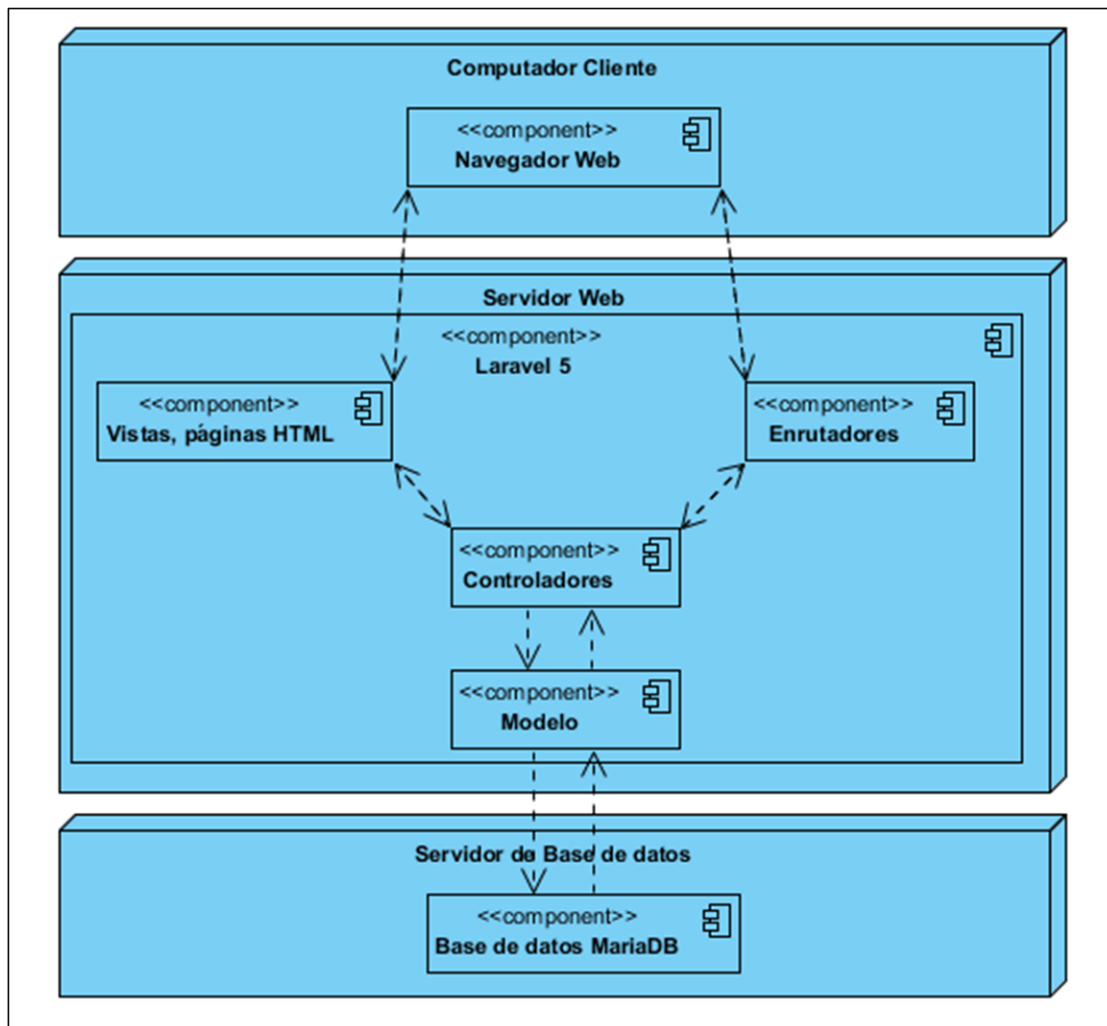 Computador Cliente
<<component>>
Navegador Web
Servidor Web
<<component>>
Laravel 5
<<component>>
Vistas, páginas HTML
<<component>>
Enrutadores
<<component>>
Controladores
<<component>>
Modelo
Servidor de Base de datos
<<component>>
Base de datos MariaDB